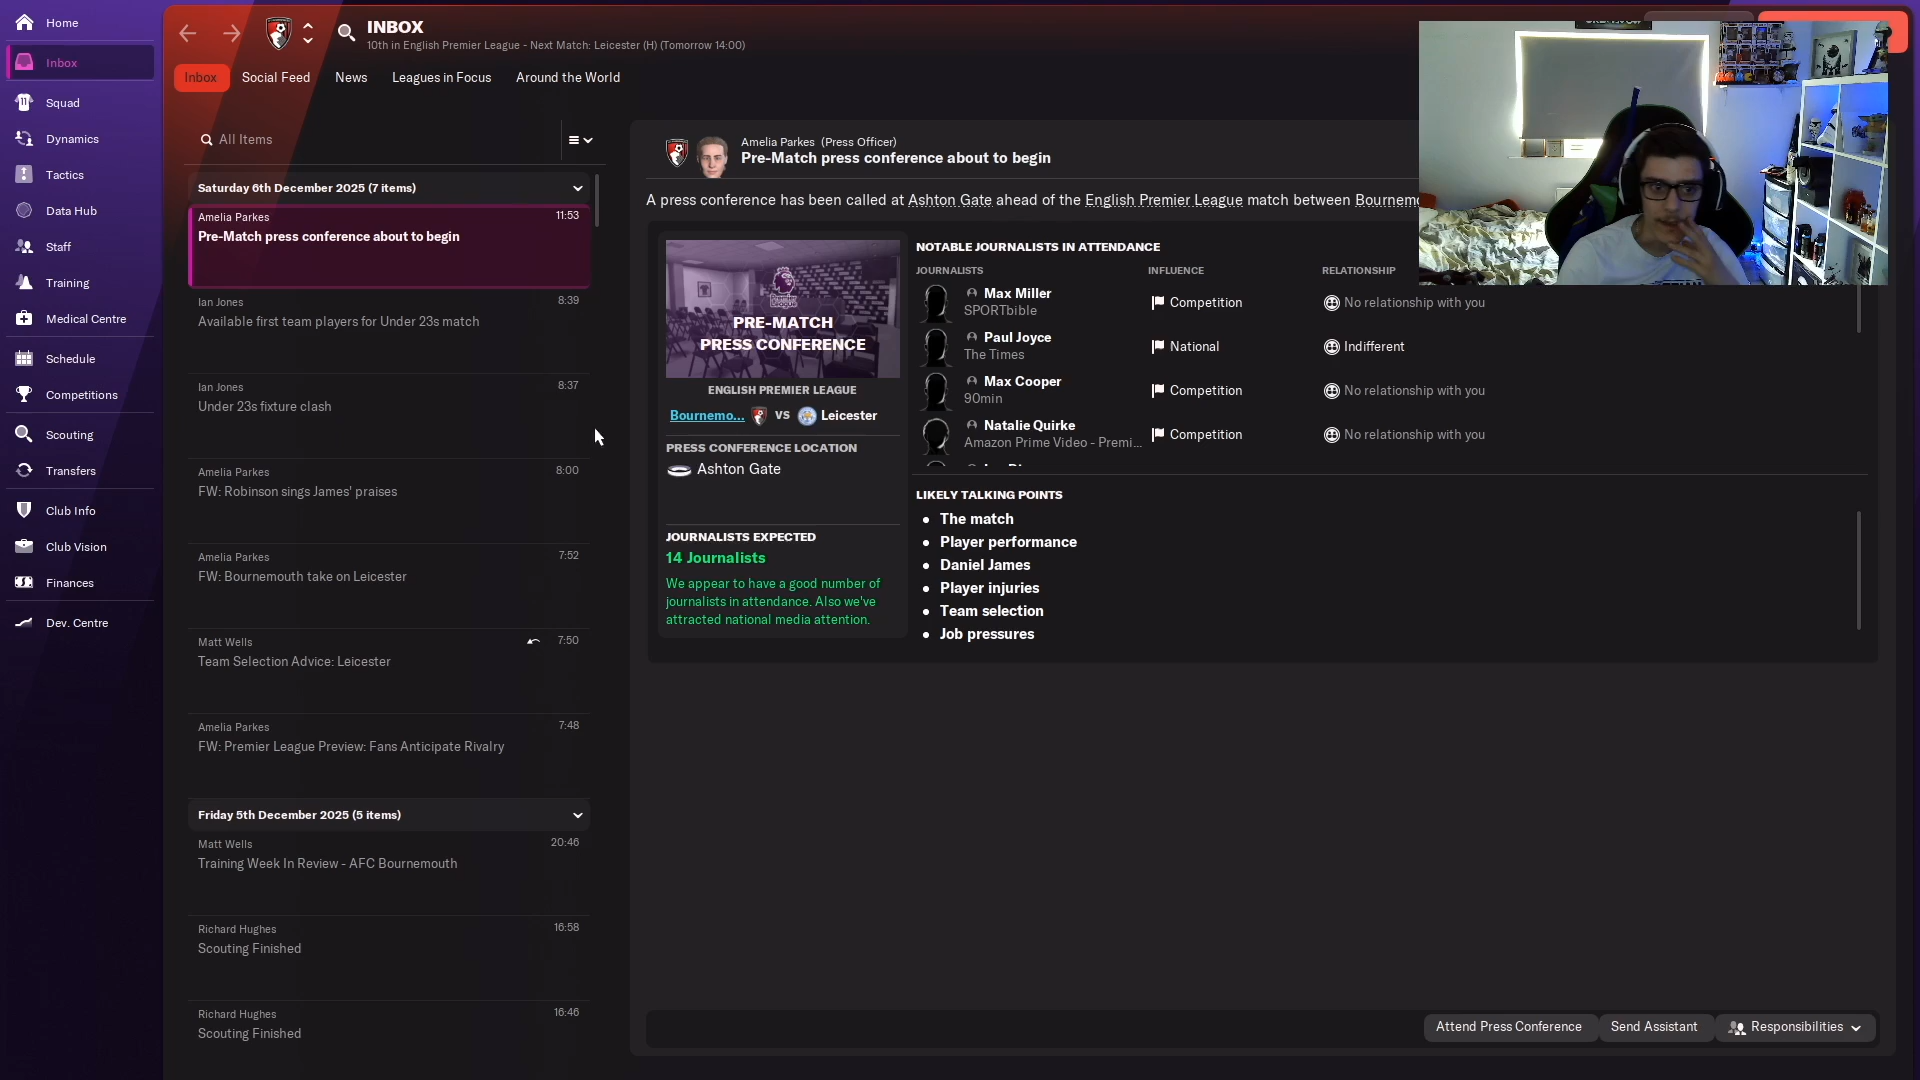 Home
Inbox
Squad
Dynamics
Tactics
Data Hub
Staff
Training
Medical Centre
Schedule
Competitions
Scouting
Transfers
Club Info
Club Vision
Finances
Dev. Centre
INBOX
10th in English Premier League - Next Match: Leicester (H) (Tomorrow 14:00)
Inbox Social Feed News Leagues in Focus Around the World
All Items
Saturday 6th December 2025 (7 items)
Amelia Parkes 11:53
Pre-Match press conference about to begin
Ian Jones 8:39
Available first team players for Under 23s match
Ian Jones 8:37
Under 23s fixture clash
Amelia Parkes 8:00
FW: Robinson sings James' praises
Amelia Parkes 7:52
FW: Bournemouth take on Leicester
Matt Wells 7:50
Team Selection Advice: Leicester
Amelia Parkes 7:48
FW: Premier League Preview: Fans Anticipate Rivalry
Friday 5th December 2025 (5 items)
Matt Wells 20:46
Training Week In Review - AFC Bournemouth
Richard Hughes 16:58
Scouting Finished
Richard Hughes 16:46
Scouting Finished
Amelia Parkes (Press Officer)
Pre-Match press conference about to begin
A press conference has been called at Ashton Gate ahead of the English Premier League match between Bournemo
PRE-MATCH
PRESS CONFERENCE
ENGLISH PREMIER LEAGUE
Bournemo... VS Leicester
PRESS CONFERENCE LOCATION
Ashton Gate
JOURNALISTS EXPECTED
14 Journalists
We appear to have a good number of
journalists in attendance. Also we've
attracted national media attention.
NOTABLE JOURNALISTS IN ATTENDANCE
JOURNALISTS INFLUENCE RELATIONSHIP
Max Miller
SPORTbible
Competition No relationship with you
Paul Joyce
The Times
National Indifferent
Max Cooper
90min
Competition No relationship with you
Natalie Quirke
Amazon Prime Video - Premi...
Competition No relationship with you
LIKELY TALKING POINTS
• The match
• Player performance
• Daniel James
• Player injuries
• Team selection
• Job pressures
Attend Press Conference Send Assistant Responsibilities